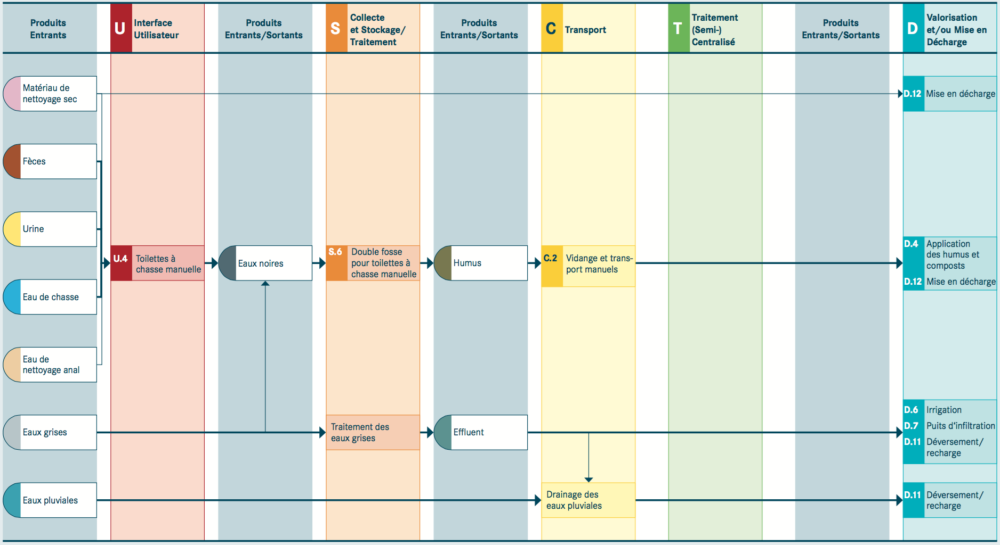 Produits
Entrants
U
Interface
Utilisateur
Produits
Entrants/Sortants
S
Collecte
et Stockage/
Traitement
Produits
Entrants/Sortants
C
Transport
T
Traitement
(Semi-)
Centralisé
Produits
Entrants/Sortants
D
Valorisation
et/ou Mise en
Décharge
Matériau de
nettoyage sec
D.12 Mise en décharge
Fèces
Urine
U.4 Toilettes à
chasse manuelle
Eaux noires
S.6 Double fosse
pour toilettes à
chasse manuelle
Humus
C.2 Vidange et trans-
port manuels
D.4 Application
des humus et
composts
D.12 Mise en décharge
Eau de chasse
Eau de
nettoyage anal
Eaux grises
Traitement des
eaux grises
Effluent
D.6 Irrigation
D.7 Puits d'infiltration
D.11 Déversement/
recharge
Eaux pluviales
Drainage des
eaux pluviales
D.11 Déversement/
recharge